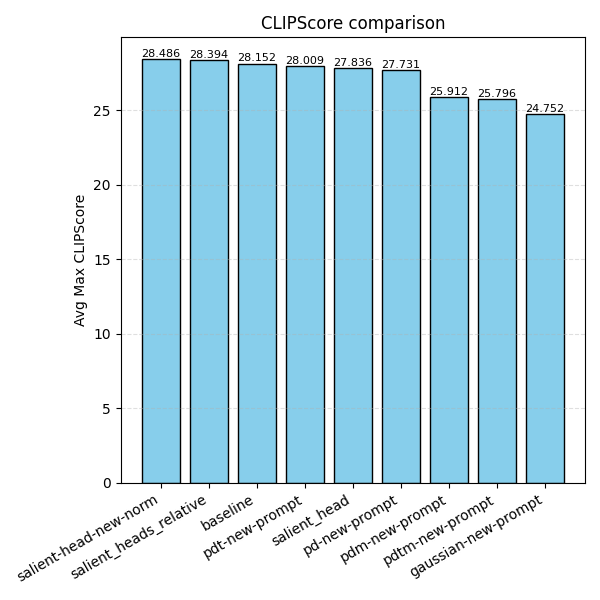 CLIPScore comparison
28.486 28.394 28.152 28.009 27.836 27.731 25.912 25.796 24.752
Avg Max CLIPScore
25
20
15
10
5
0
salient-head-new-norm
salient_heads_relative
baseline
pdt-new-prompt
salient_head
pd-new-prompt
pdm-new-prompt
pdtm-new-prompt
gaussian-new-prompt